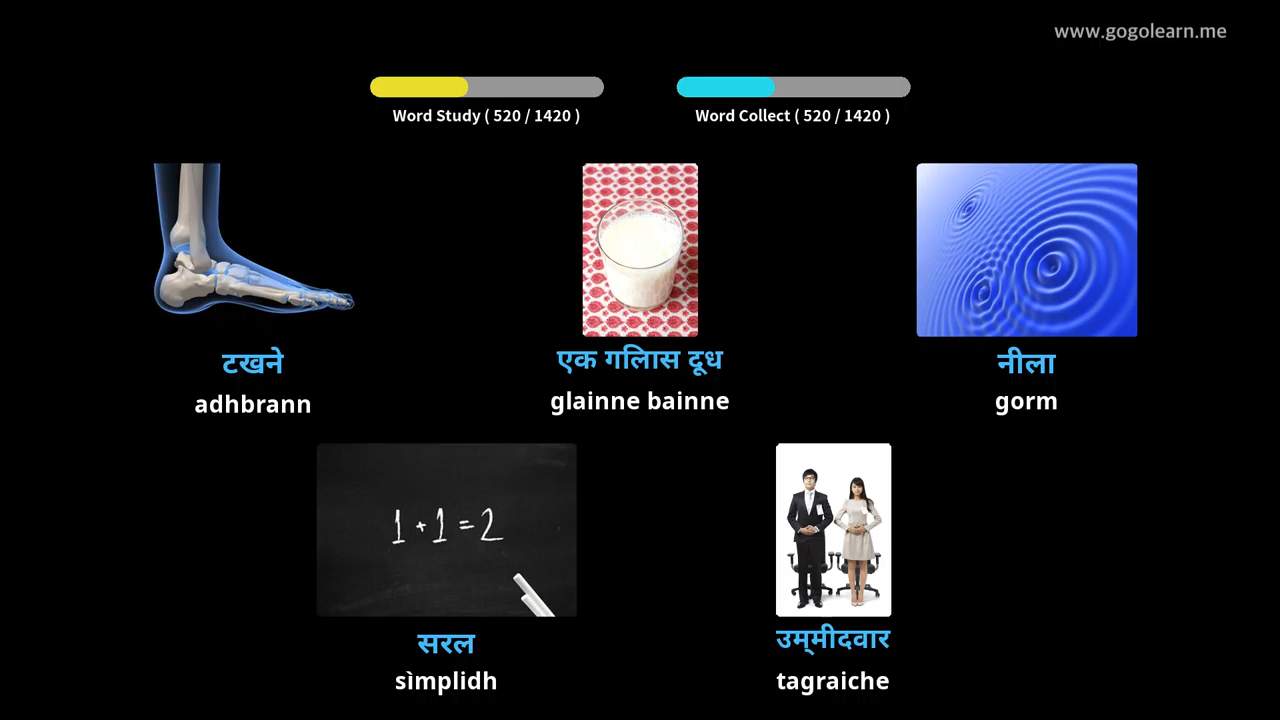 www.gogolearn.me
Word Study ( 520 / 1420 )
Word Collect ( 520 / 1420 )
टखने
adhbrann
एक गलिास दूध
glainne bainne
नीला
gorm
1 + 1 = 2
सरल
sìmplidh
उम्मीदवार
tagraiche